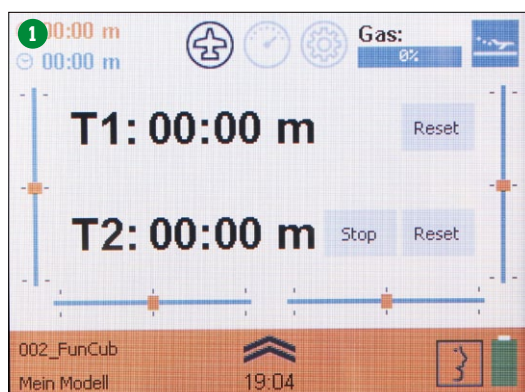 1
00:00 m
Gas:
0%
00:00 m
T1: 00:00 m
Reset
T2: 00:00 m
Stop
Reset
002_FunCub
Mein Modell
19:04